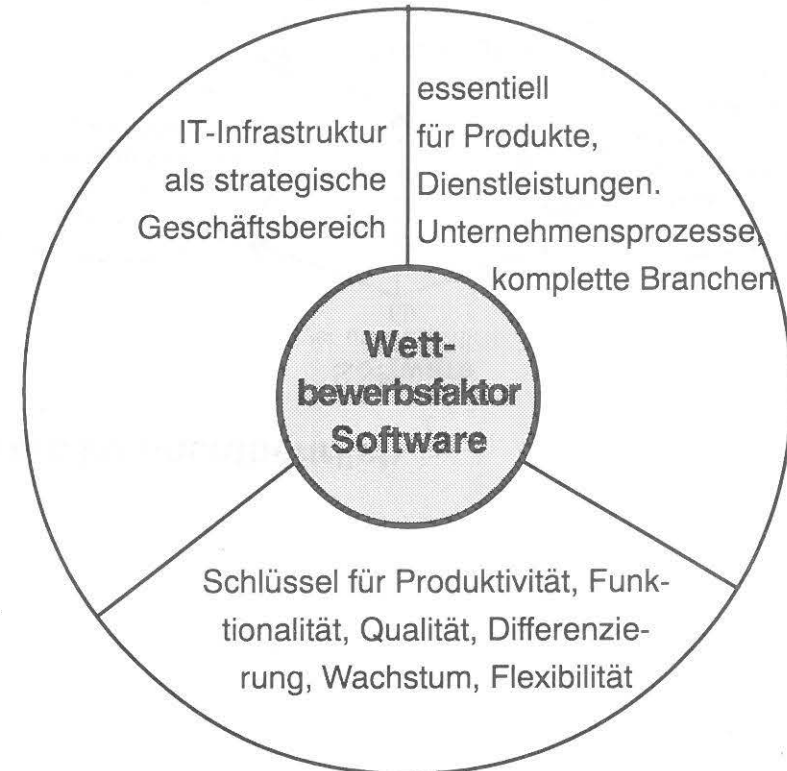 IT-Infrastruktur
als strategische
Geschäftsbereich
essentiell
für Produkte,
Dienstleistungen.
Unternehmensprozesse,
komplette Branchen
Wett-
bewerbsfaktor
Software
Schlüssel für Produktivität, Funk-
tionalität, Qualität, Differenzie-
rung, Wachstum, Flexibilität